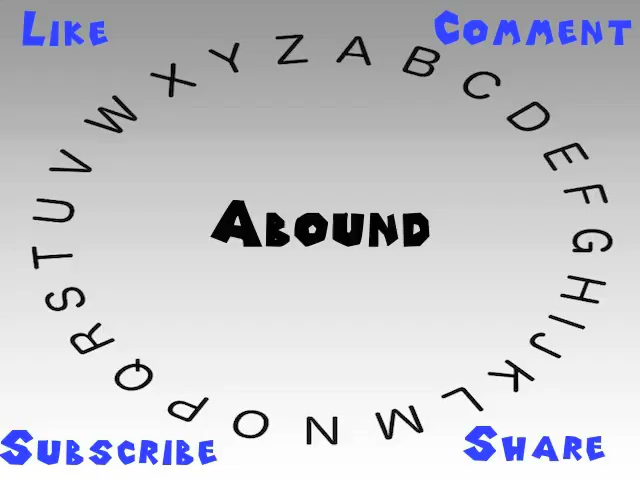 Like
Comment
A B C D E F G H I J K L M N O P Q R S T U V W X Y Z
Abound
Subscribe
Share